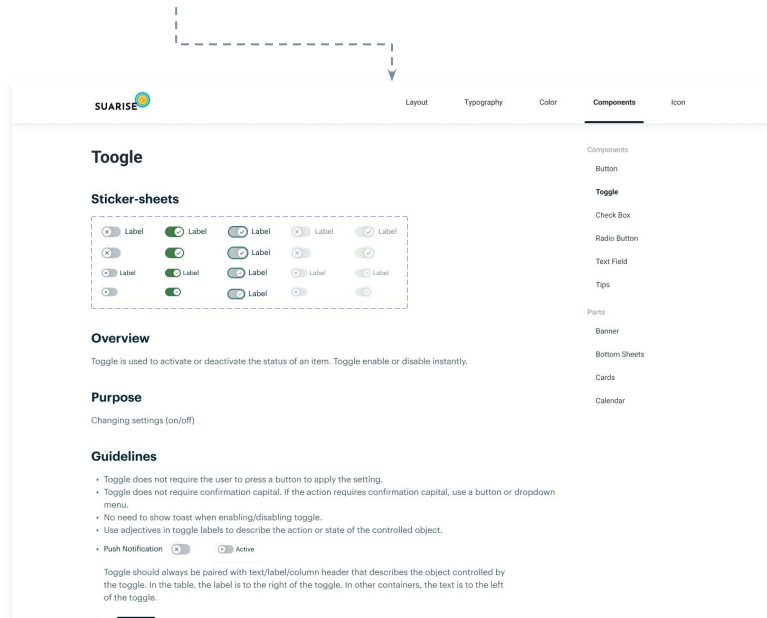 SUARISE
Layout Typography Color Components Icon
Toogle
Sticker-sheets
Label Label Label Label Label
Label Label Label Label Label
Label
Overview
Toggle is used to activate or deactivate the status of an item. Toggle enable or disable instantly.
Purpose
Changing settings (on/off)
Guidelines
• Toggle does not require the user to press a button to apply the setting.
• Toggle does not require confirmation capital. If the action requires confirmation capital, use a button or dropdown
menu.
• No need to show toast when enabling/disabling toggle.
• Use adjectives in toggle labels to describe the action or state of the controlled object.
• Push Notification Active
Toggle should always be paired with text/label/column header that describes the object controlled by
the toggle. In the table, the label is to the right of the toggle. In other containers, the text is to the left
of the toggle.
Components
Button
Toggle
Check Box
Radio Button
Text Field
Tips
Parts
Banner
Bottom Sheets
Cards
Calendar